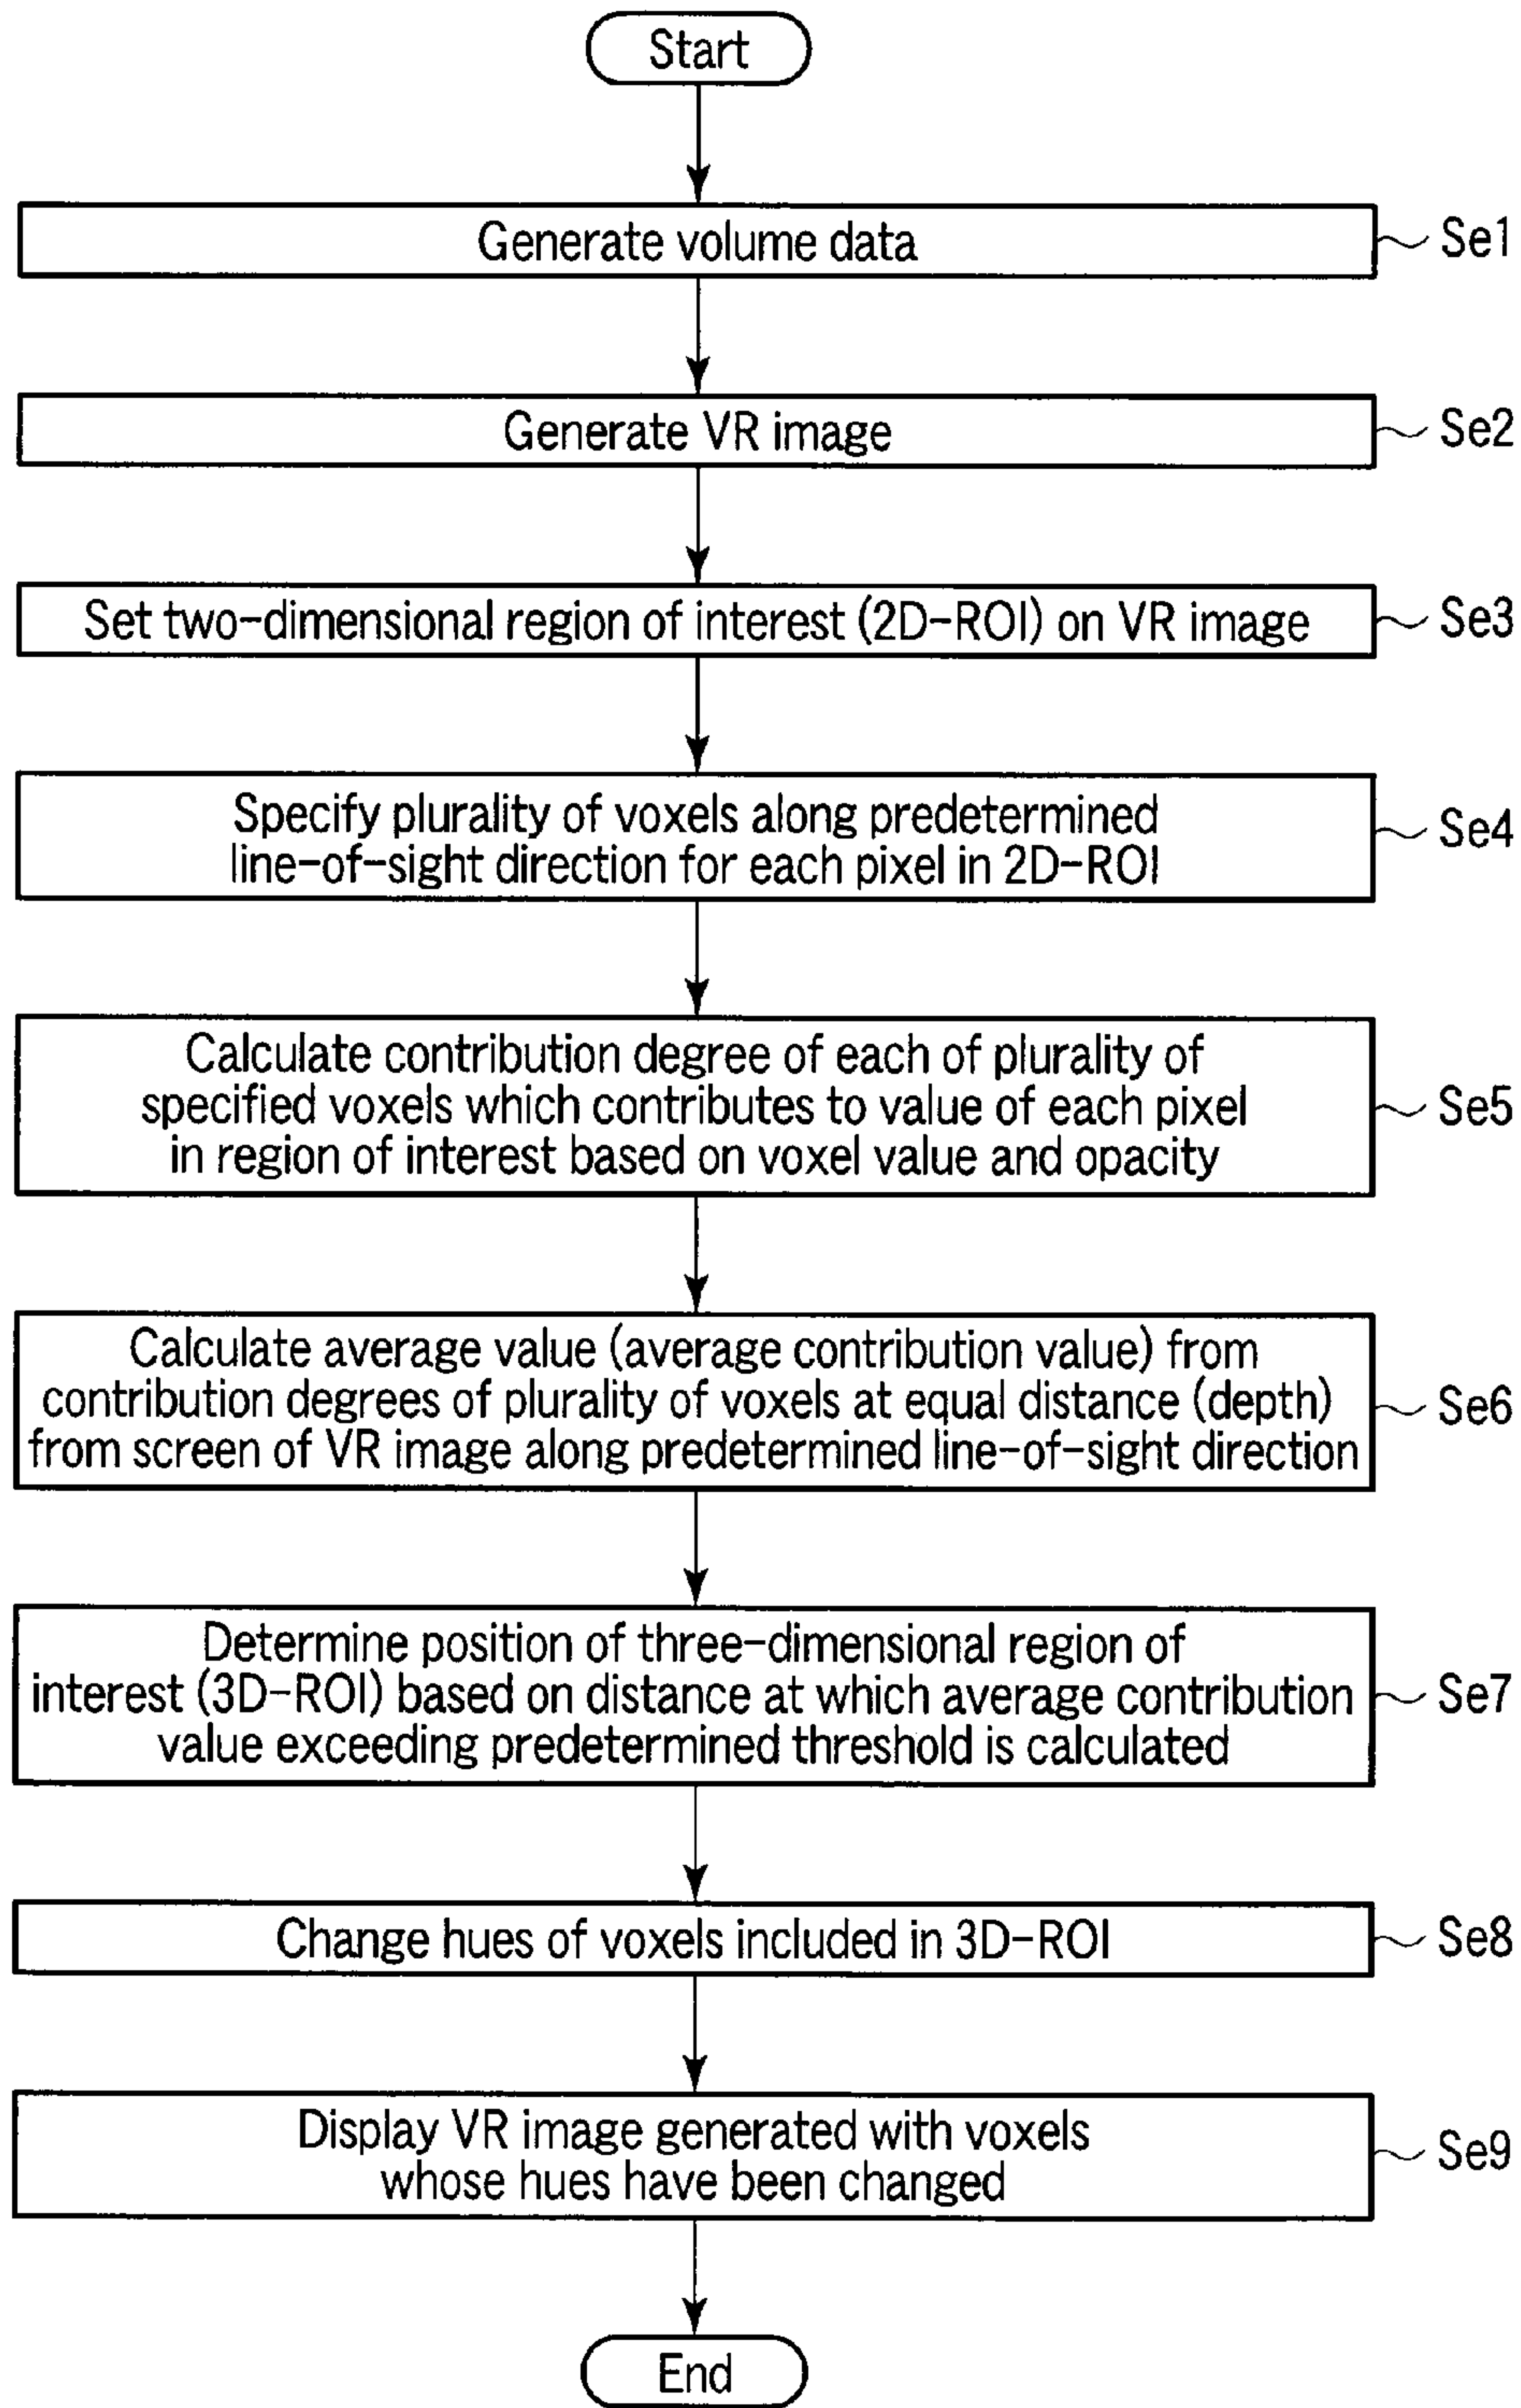 Start
Generate volume data
Se1
Generate VR image
Se2
Set two-dimensional region of interest (2D-ROI) on VR image
Se3
Specify plurality of voxels along predetermined
line-of-sight direction for each pixel in 2D-ROI
Se4
Calculate contribution degree of each of plurality of
specified voxels which contributes to value of each pixel
in region of interest based on voxel value and opacity
Se5
Calculate average value (average contribution value) from
contribution degrees of plurality of voxels at equal distance (depth)
from screen of VR image along predetermined line-of-sight direction
Se6
Determine position of three-dimensional region of
interest (3D-ROI) based on distance at which average contribution
value exceeding predetermined threshold is calculated
Se7
Change hues of voxels included in 3D-ROI
Se8
Display VR image generated with voxels
whose hues have been changed
Se9
End